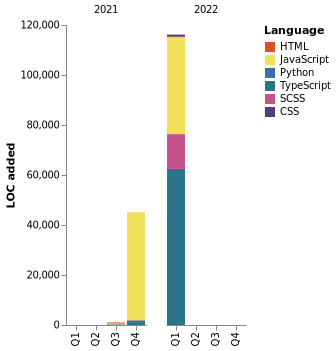 2021
2022
Language
HTML
JavaScript
Python
TypeScript
SCSS
CSS
LOC added
120,000
100,000
80,000
60,000
40,000
20,000
0
Q1
Q2
Q3
Q4
Q1
Q2
Q3
Q4